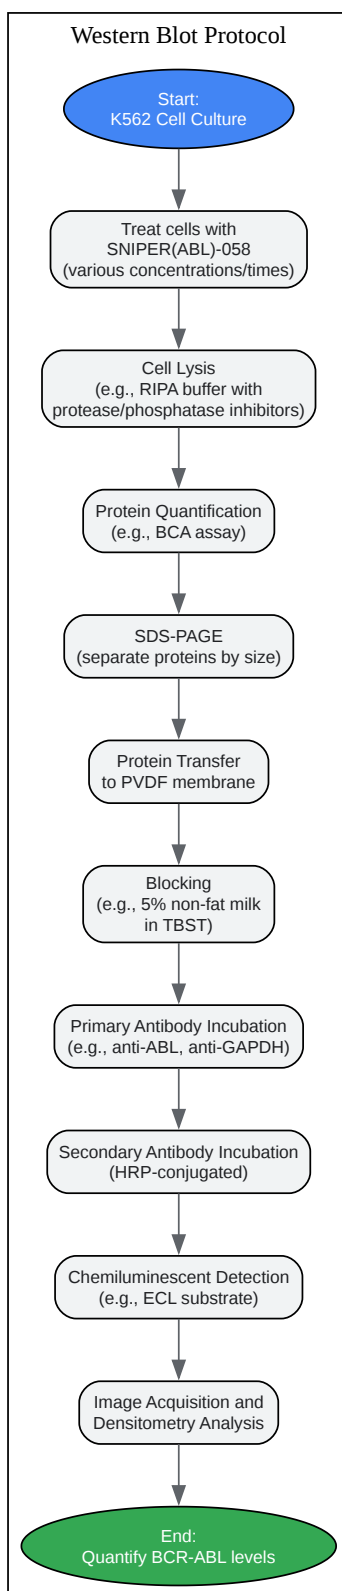 Western Blot Protocol
Start:
K562 Cell Culture
Treat cells with
SNIPER(ABL)-058
(various concentrations/times)
Cell Lysis
(e.g., RIPA buffer with
protease/phosphatase inhibitors)
Protein Quantification
(e.g., BCA assay)
SDS-PAGE
(separate proteins by size)
Protein Transfer
to PVDF membrane
Blocking
(e.g., 5% non-fat milk
in TBST)
Primary Antibody Incubation
(e.g., anti-ABL, anti-GAPDH)
Secondary Antibody Incubation
(HRP-conjugated)
Chemiluminescent Detection
(e.g., ECL substrate)
Image Acquisition and
Densitometry Analysis
End:
Quantify BCR-ABL levels